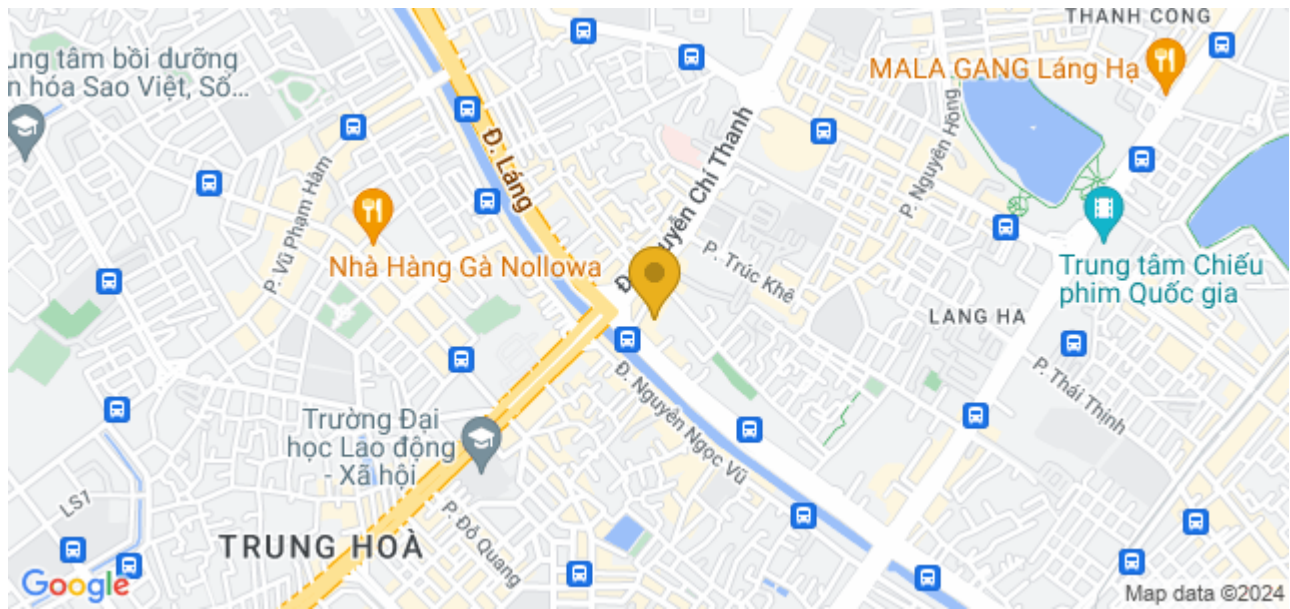 THANH CONG
ung tâm bồi dưỡng
n hóa Sao Việt, Số...
MALA GANG Láng Hạ
Đ. Láng
P. Vũ Phạm Hàm
Chí Thanh
P. Nguyên Hồng
P. Trúc Khê
Nhà Hàng Gà Nollowa
Trung tâm Chiếu
phim Quốc gia
LANG HA
P. Thái Thịnh
Đ. Nguyễn Ngọc Vũ
Trường Đại
học Lao động
- Xã hội
LS1
P. Đỗ Quang
TRUNG HOÀ
Google
Map data ©2024